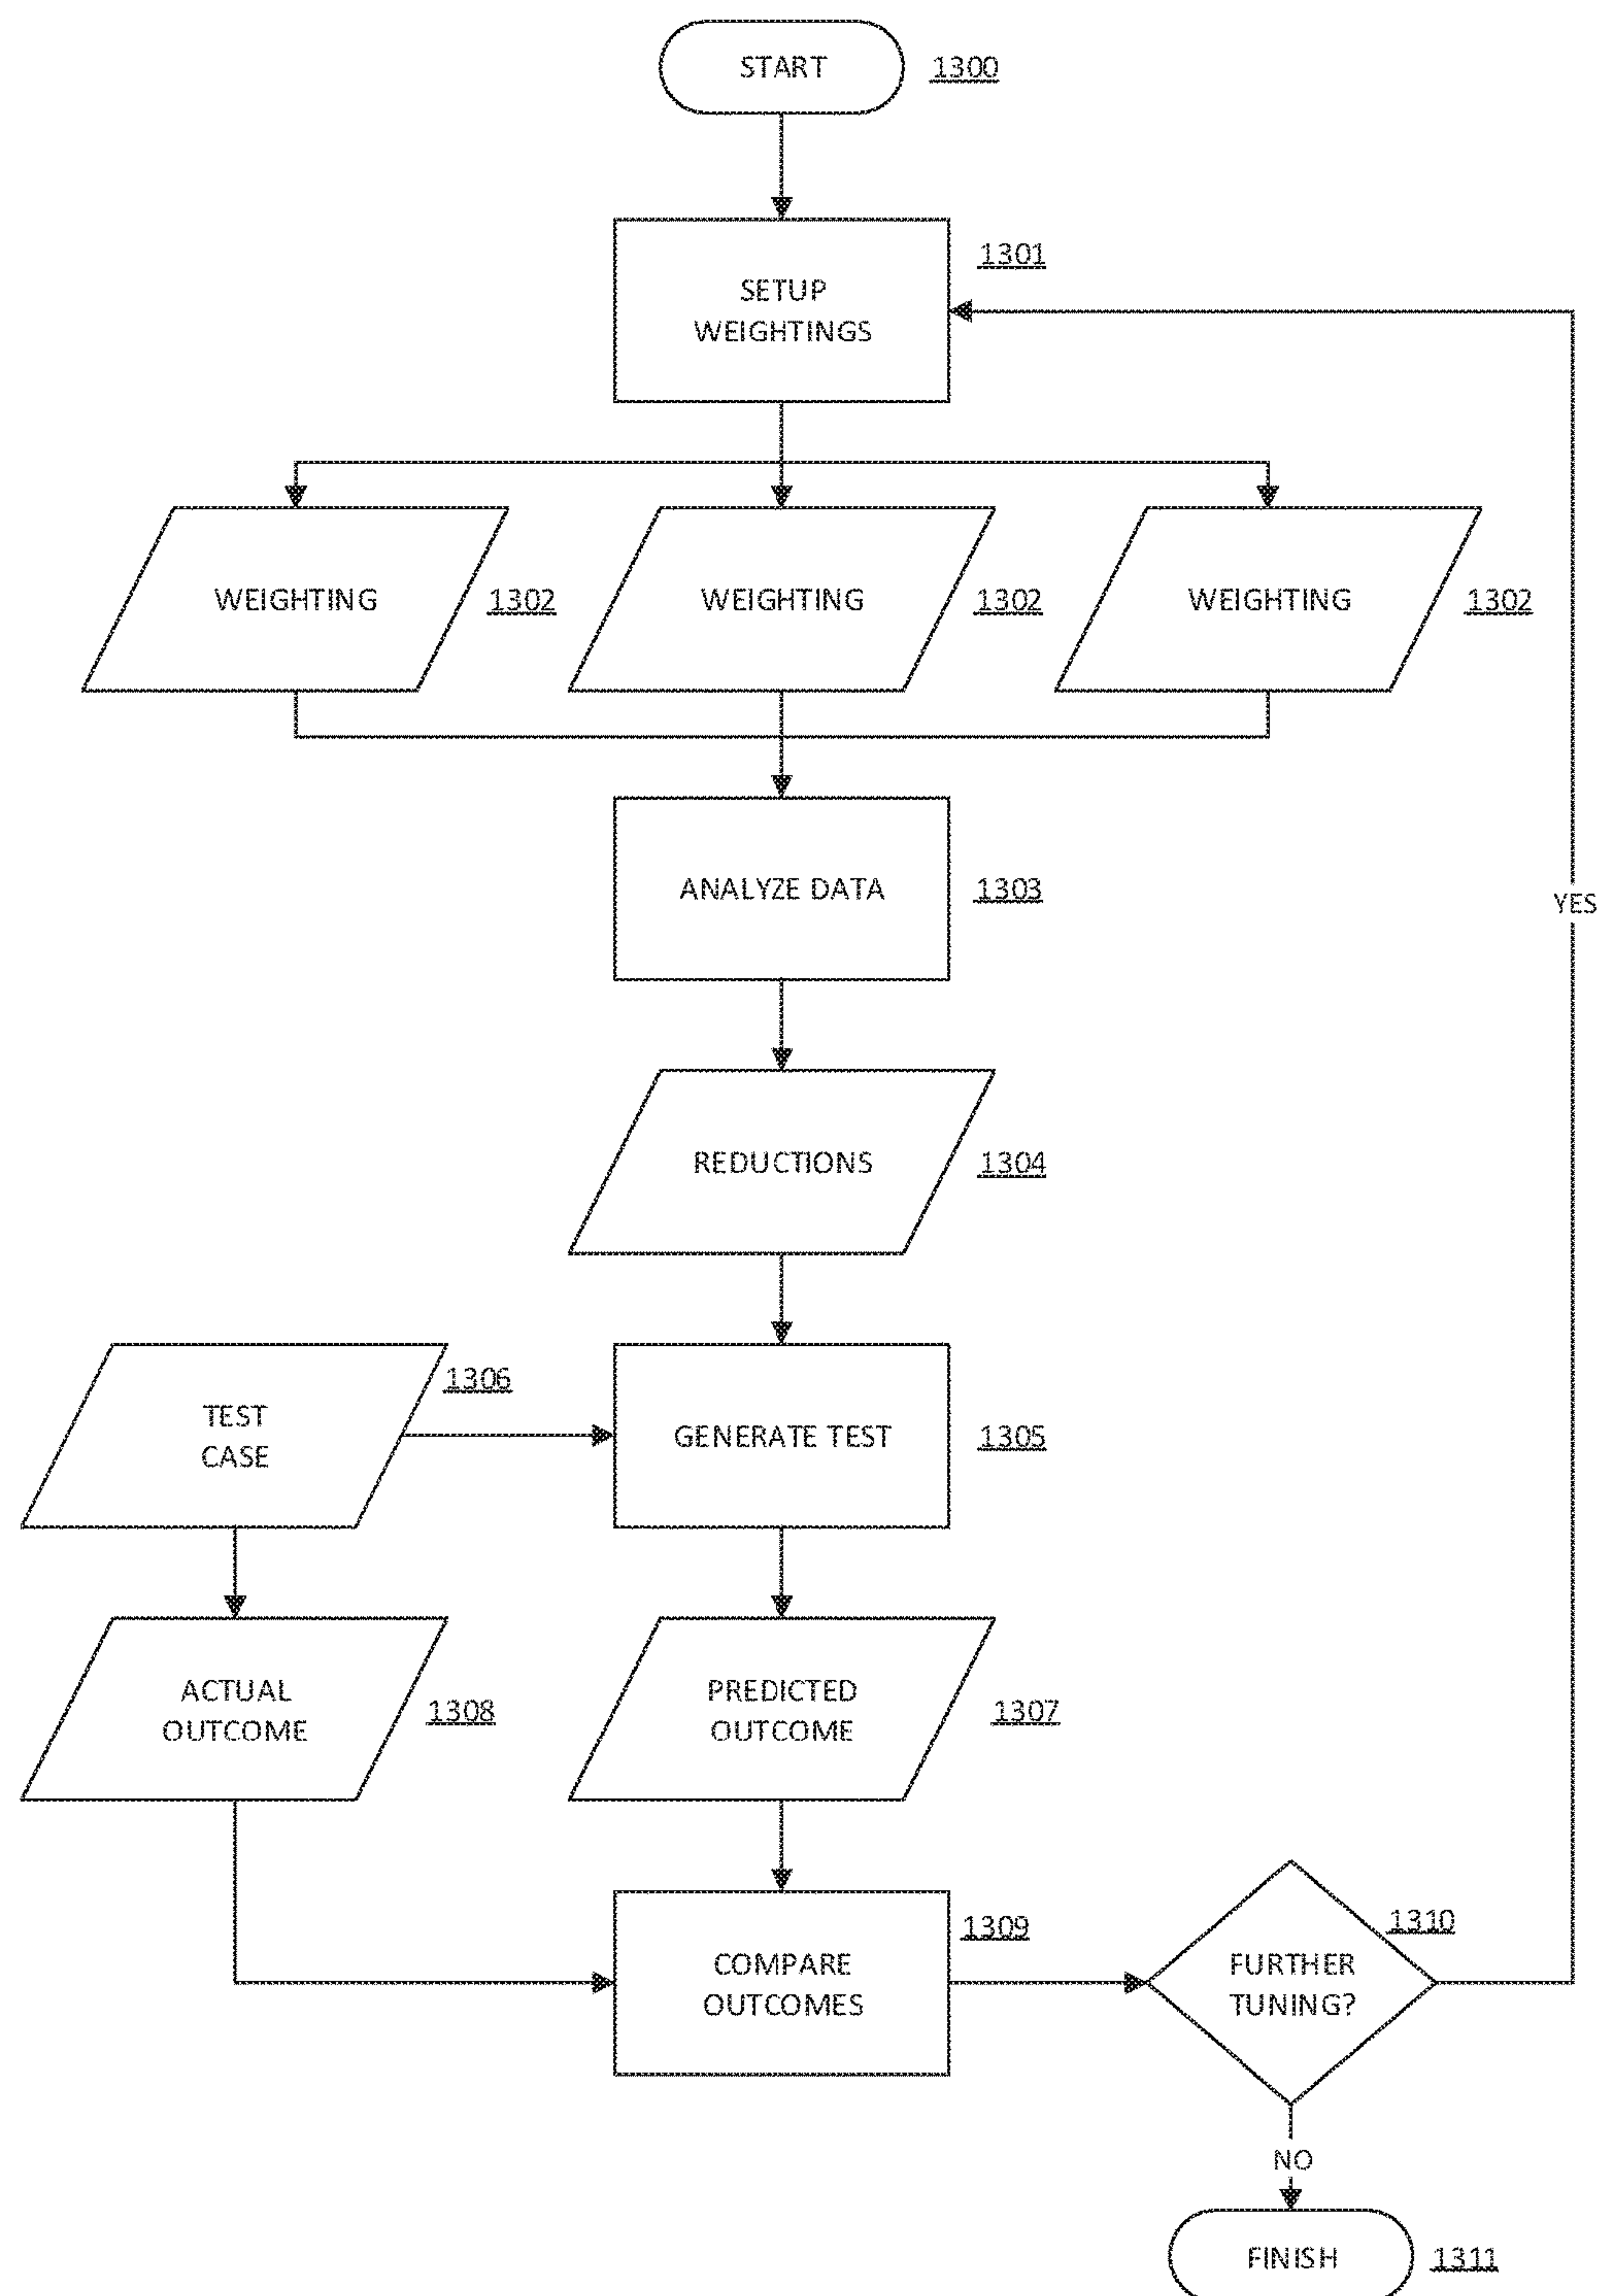 START
1300
SETUP
WEIGHTINGS
1301
WEIGHTING
1302
WEIGHTING
1302
WEIGHTING
1302
ANALYZE DATA
1303
YES
REDUCTIONS
1304
TEST
CASE
1306
GENERATE TEST
1305
ACTUAL
OUTCOME
1308
PREDICTED
OUTCOME
1307
COMPARE
OUTCOMES
1309
FURTHER
TUNING?
1310
NO
FINISH
1311